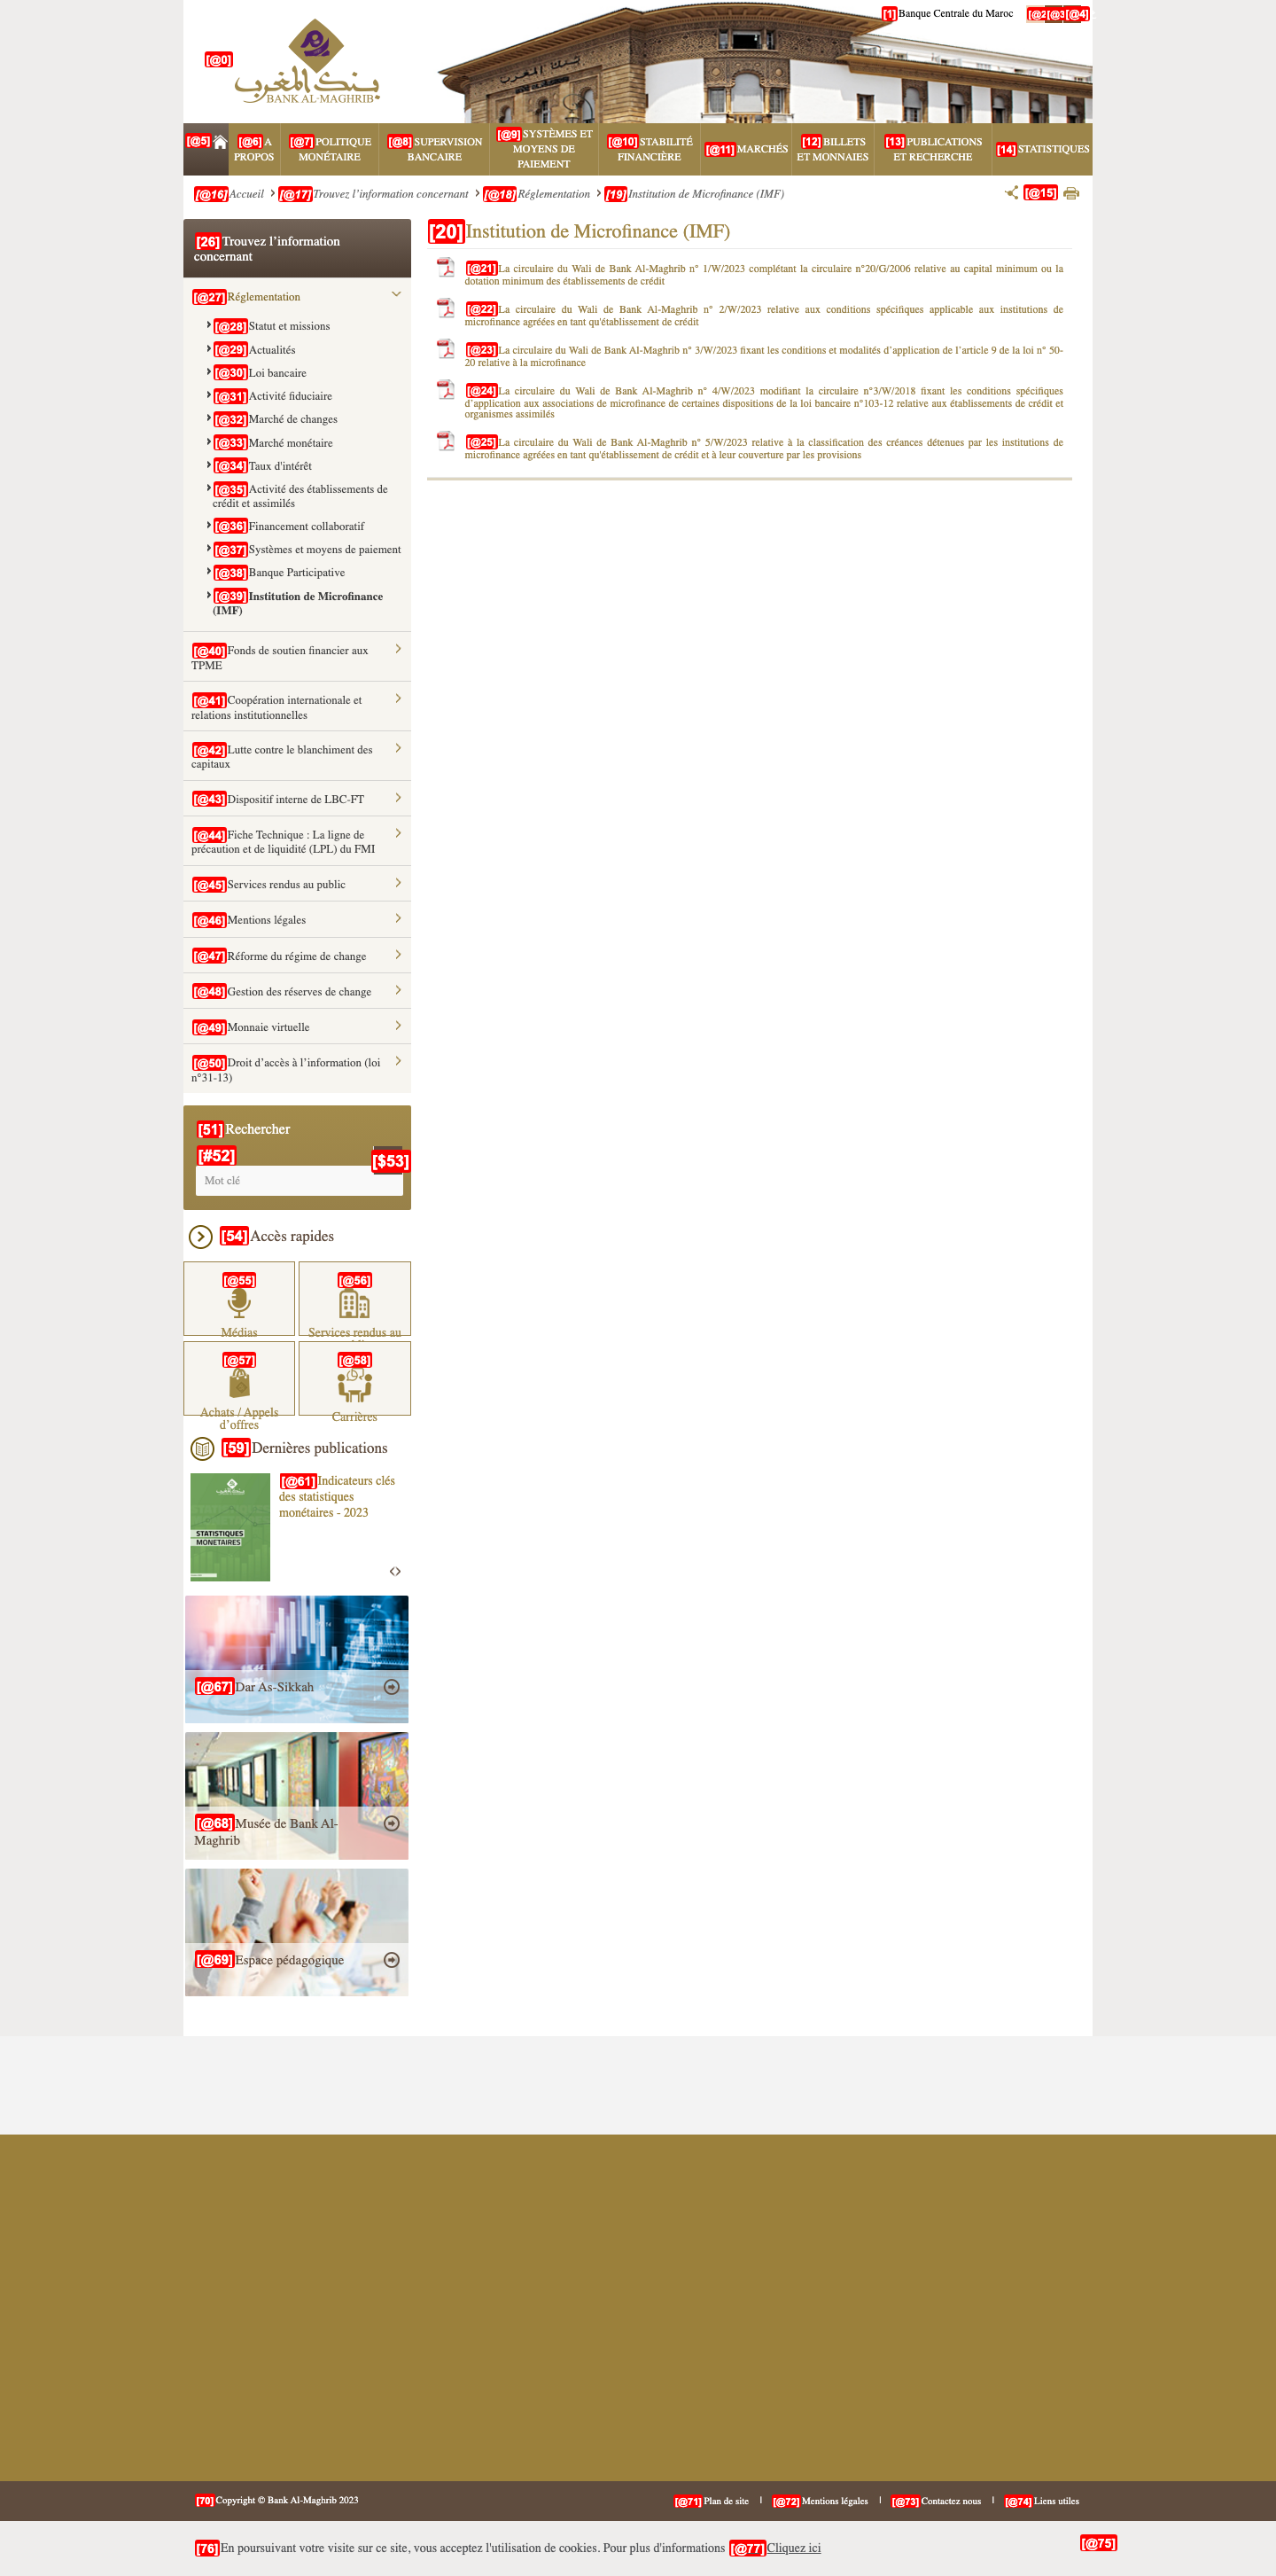 [1]Banque Centrale du Maroc [@2 [@3 [@4]
[@0]
بنك المغرب
BANK AL-MAGHRIB
[@5] [@6] A PROPOS [@7] POLITIQUE MONÉTAIRE [@8] SUPERVISION BANCAIRE [@9] SYSTÈMES ET MOYENS DE PAIEMENT [@10] STABILITÉ FINANCIÈRE [@11] MARCHÉS [12] BILLETS ET MONNAIES [13] PUBLICATIONS ET RECHERCHE [14] STATISTIQUES
[@16]Accueil [@17]Trouvez l’information concernant [@18]Réglementation [19]Institution de Microfinance (IMF) [@15]
[26]Trouvez l’information
concernant
[@27]Réglementation
[@28]Statut et missions
[@29]Actualités
[@30]Loi bancaire
[@31]Activité fiduciaire
[@32]Marché de changes
[@33]Marché monétaire
[@34]Taux d'intérêt
[@35]Activité des établissements de
crédit et assimilés
[@36]Financement collaboratif
[@37]Systèmes et moyens de paiement
[@38]Banque Participative
[@39]Institution de Microfinance
(IMF)
[@40]Fonds de soutien financier aux
TPME
[@41]Coopération internationale et
relations institutionnelles
[@42]Lutte contre le blanchiment des
capitaux
[@43]Dispositif interne de LBC-FT
[@44]Fiche Technique : La ligne de
précaution et de liquidité (LPL) du FMI
[@45]Services rendus au public
[@46]Mentions légales
[@47]Réforme du régime de change
[@48]Gestion des réserves de change
[@49]Monnaie virtuelle
[@50]Droit d’accès à l’information (loi
n°31-13)
[20]Institution de Microfinance (IMF)
[@21]La circulaire du Wali de Bank Al-Maghrib n° 1/W/2023 complétant la circulaire n°20/G/2006 relative au capital minimum ou la
dotation minimum des établissements de crédit
[@22]La circulaire du Wali de Bank Al-Maghrib n° 2/W/2023 relative aux conditions spécifiques applicable aux institutions de
microfinance agréées en tant qu'établissement de crédit
[@23]La circulaire du Wali de Bank Al-Maghrib n° 3/W/2023 fixant les conditions et modalités d’application de l’article 9 de la loi n° 50-
20 relative à la microfinance
[@24]La circulaire du Wali de Bank Al-Maghrib n° 4/W/2023 modifiant la circulaire n°3/W/2018 fixant les conditions spécifiques
d’application aux associations de microfinance de certaines dispositions de la loi bancaire n°103-12 relative aux établissements de crédit et
organismes assimilés
[@25]La circulaire du Wali de Bank Al-Maghrib n° 5/W/2023 relative à la classification des créances détenues par les institutions de
microfinance agréées en tant qu'établissement de crédit et à leur couverture par les provisions
[51]Rechercher
[#52] [$53]
Mot clé
[54]Accès rapides
[@55] [@56]
Médias Services rendus au
[@57] [@58]
Achats / Appels
d’offres
Carrières
[59]Dernières publications
[@61]Indicateurs clés
des statistiques
monétaires - 2023
STATISTIQUES
MONETAIRES
[@67]Dar As-Sikkah
[@68]Musée de Bank Al-
Maghrib
[@69]Espace pédagogique
[70]Copyright © Bank Al-Maghrib 2023 [@71]Plan de site [@72]Mentions légales [@73]Contactez nous [@74]Liens utiles
[76]En poursuivant votre visite sur ce site, vous acceptez l'utilisation de cookies. Pour plus d'informations [@77]Cliquez ici [@75]